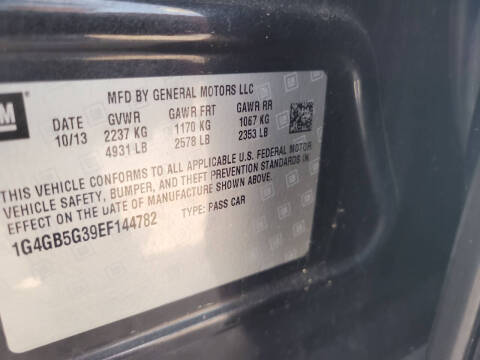 GM
MFD BY GENERAL MOTORS LLC
DATE GVWR GAWR FRT GAWR RR
10/13 2237 KG 1170 KG 1067 KG
4931 LB 2578 LB 2353 LB
THIS VEHICLE CONFORMS TO ALL APPLICABLE U.S. FEDERAL MOTOR
VEHICLE SAFETY, BUMPER, AND THEFT PREVENTION STANDARDS IN
EFFECT ON THE DATE OF MANUFACTURE SHOWN ABOVE.
1G4GB5G39EF144782 TYPE: PASS CAR